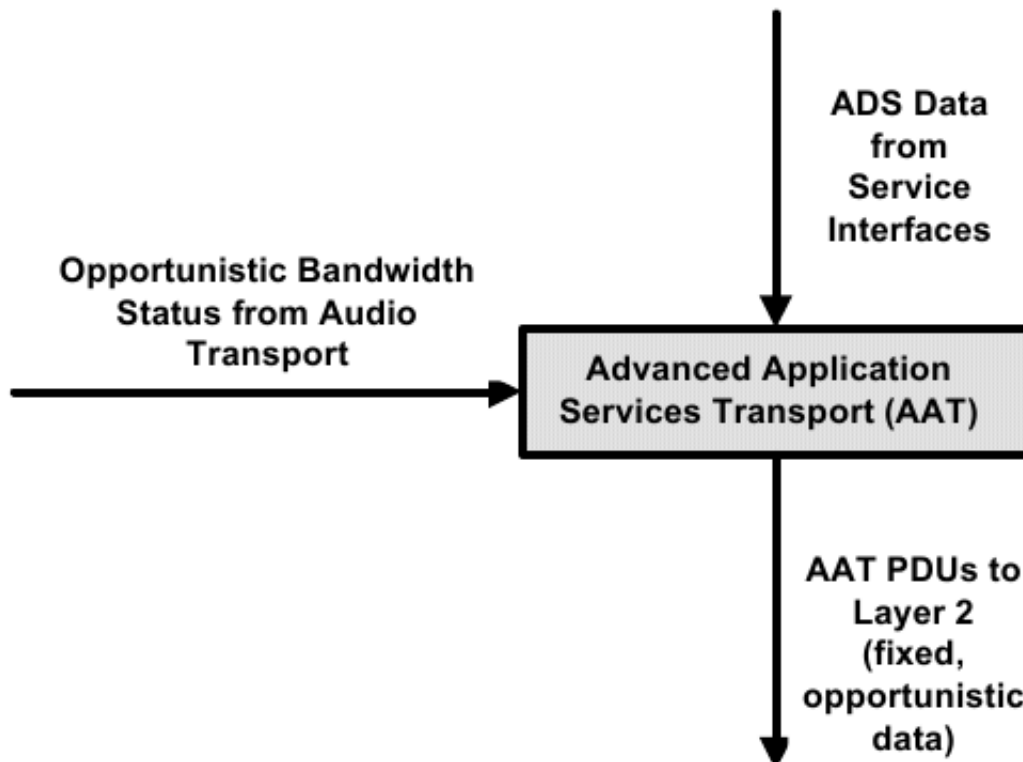 ADS Data
from
Service
Interfaces
Opportunistic Bandwidth
Status from Audio
Transport
Advanced Application
Services Transport (AAT)
AAT PDUs to
Layer 2
(fixed,
opportunistic
data)